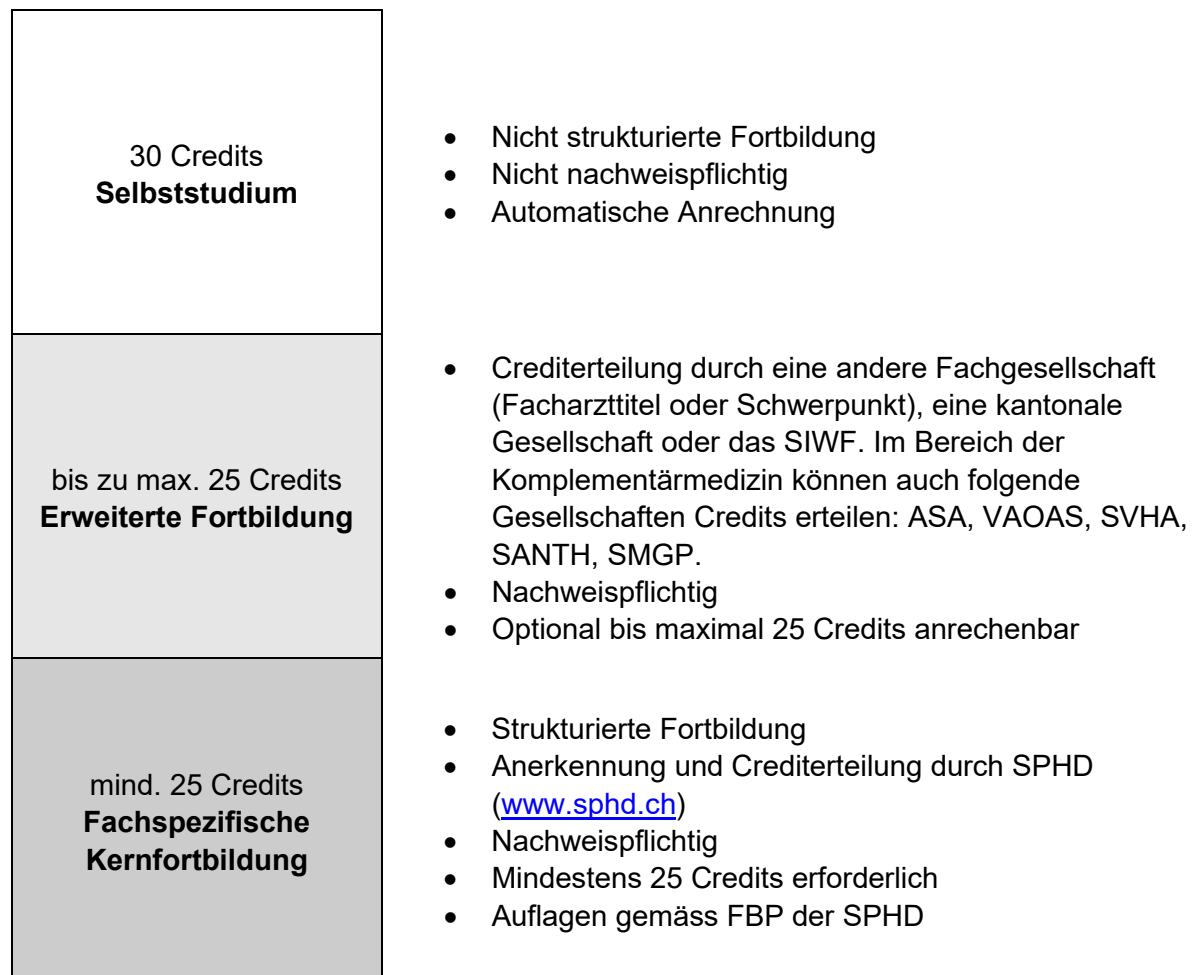 30 Credits
Selbststudium
• Nicht strukturierte Fortbildung
• Nicht nachweispflichtig
• Automatische Anrechnung
bis zu max. 25 Credits
Erweiterte Fortbildung
• Crediterteilung durch eine andere Fachgesellschaft
(Facharzttitel oder Schwerpunkt), eine kantonale
Gesellschaft oder das SIWF. Im Bereich der
Komplementärmedizin können auch folgende
Gesellschaften Credits erteilen: ASA, VAOAS, SVHA,
SANTH, SMGP.
• Nachweispflichtig
• Optional bis maximal 25 Credits anrechenbar
mind. 25 Credits
Fachspezifische
Kernfortbildung
• Strukturierte Fortbildung
• Anerkennung und Crediterteilung durch SPHD
(www.sphd.ch)
• Nachweispflichtig
• Mindestens 25 Credits erforderlich
• Auflagen gemäss FBP der SPHD